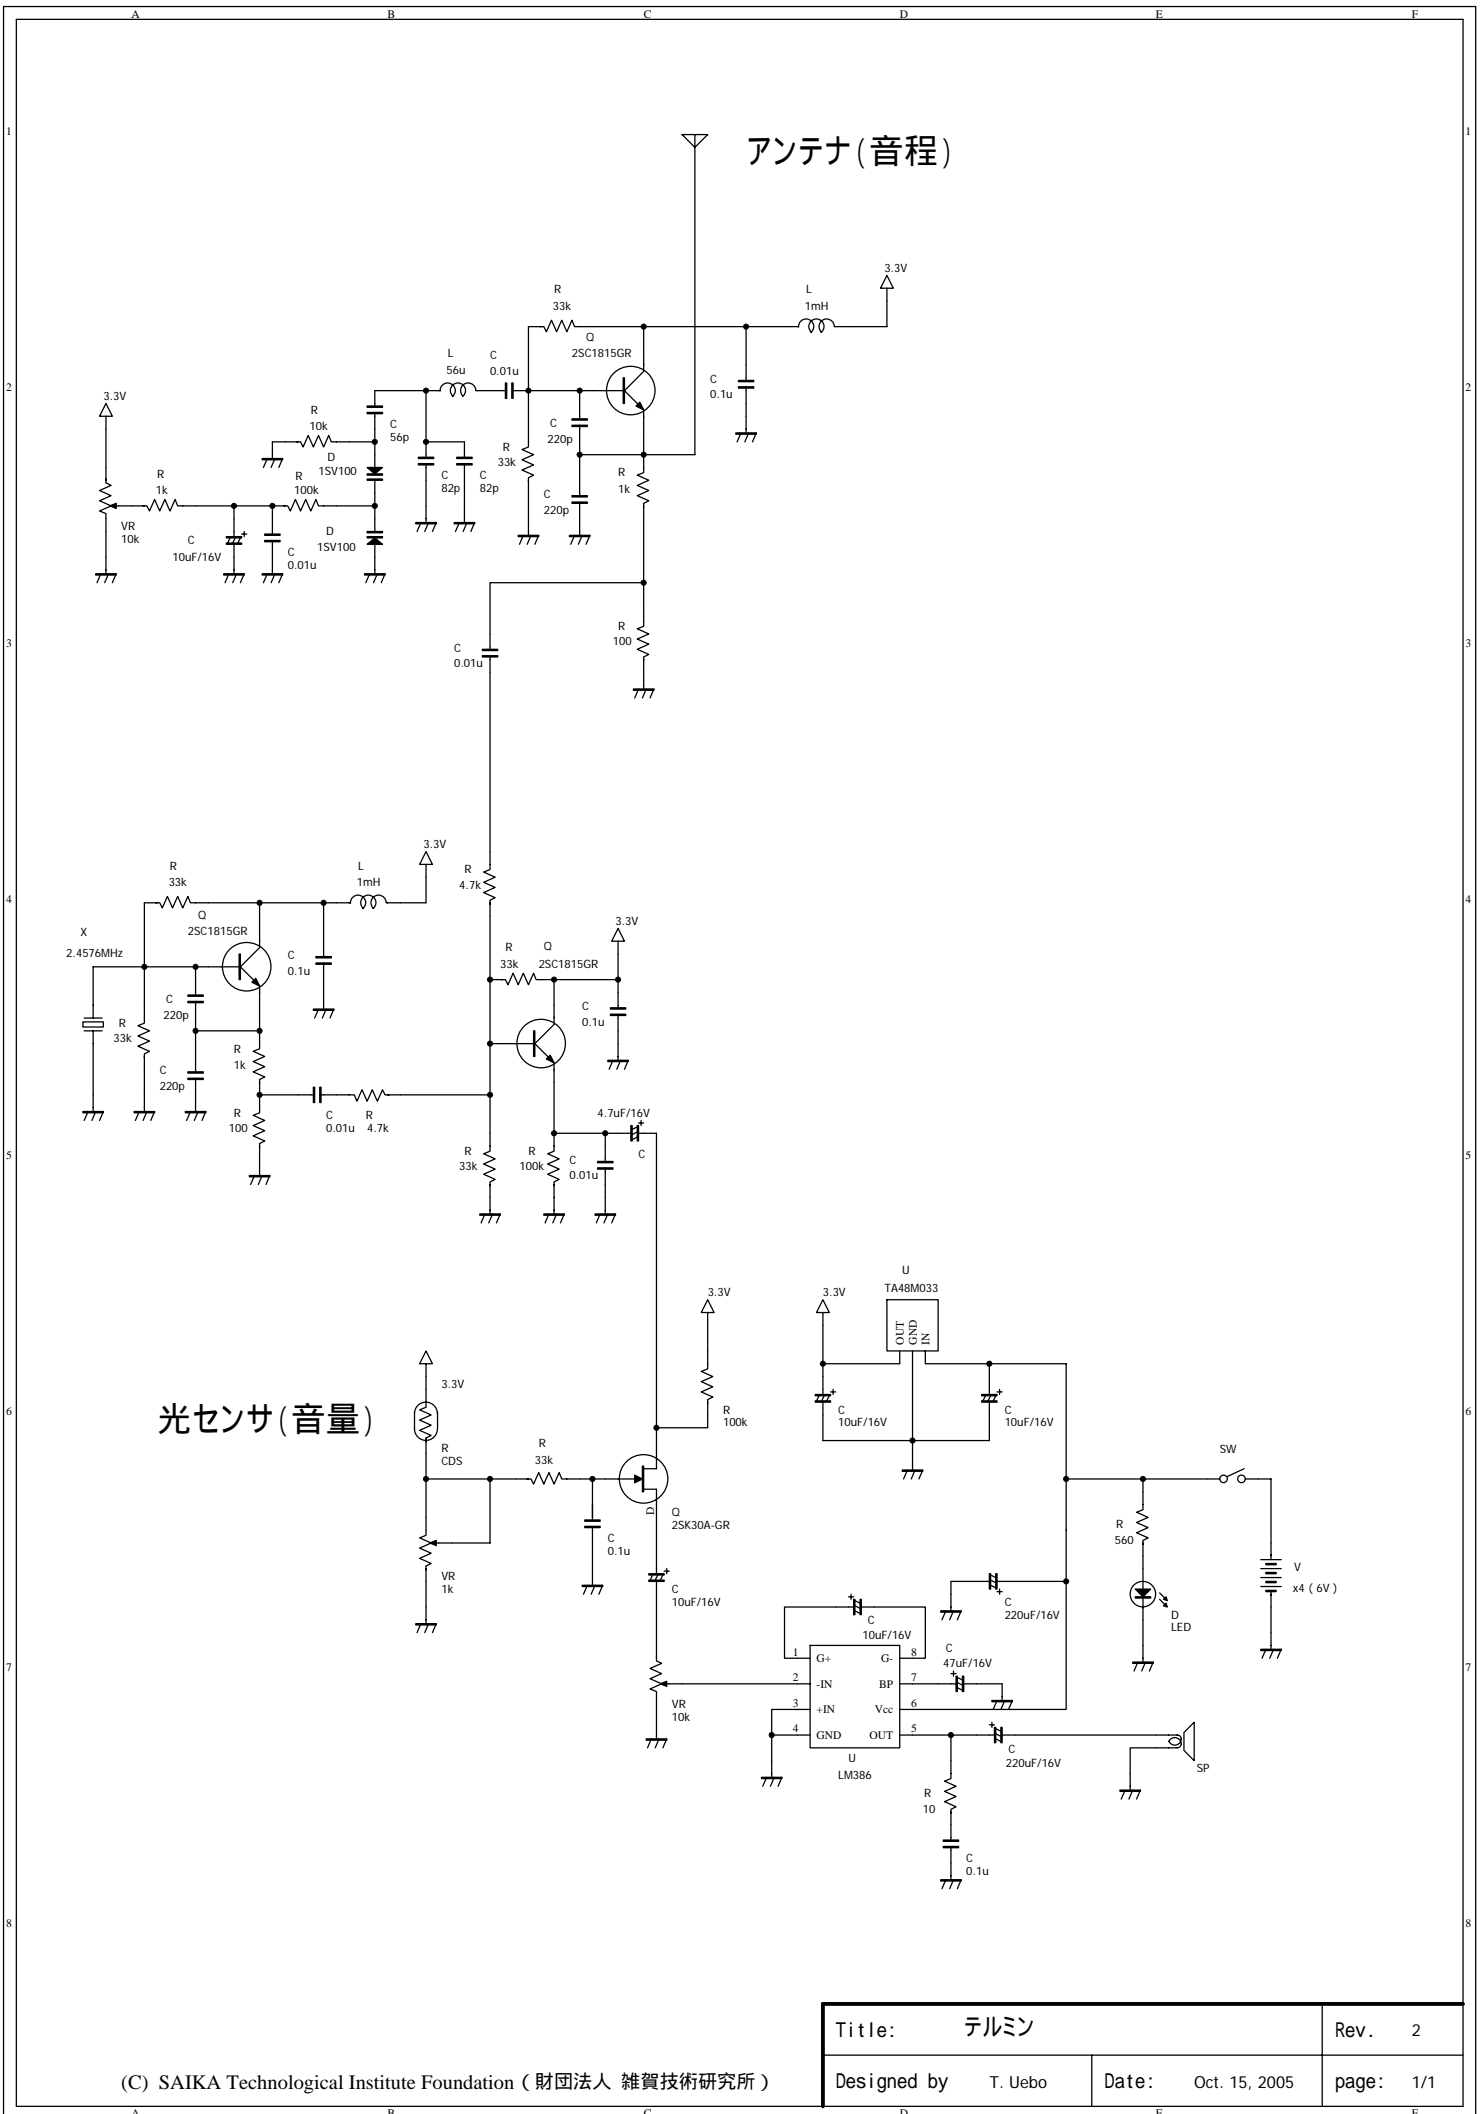 A B C D E F
1 1
アンテナ(音程)
3.3V
R
33k
L
1mH
Q
2SC1815GR
L
56u
C
0.01u
2 2
C
0.1u
3.3V
R
10k
C
56p
C
220p
D
1SV100
R
33k
R
1k
R
100k
C
82p
C
82p
R
1k
C
220p
VR
10k
C
10uF/16V
D
1SV100
C
0.01u
3 3
R
100
C
0.01u
3.3V
R
33k
L
1mH
R
4.7k
4 4
Q
2SC1815GR
X
2.4576MHz
3.3V
C
0.1u
R
33k
Q
2SC1815GR
C
220p
C
0.1u
R
33k
R
1k
C
220p
R
100
C
0.01u
R
4.7k
4.7uF/16V
+
C
5 5
R
33k
R
100k
C
0.01u
U
TA48M033
3.3V
3.3V
OUT
GND
IN
3.3V
+
+
6 6
光センサ(音量)
C
10uF/16V
C
10uF/16V
R
100k
R
CDS
R
33k
SW
D
Q
2SK30A-GR
C
0.1u
R
560
VR
1k
+
C
10uF/16V
V
x4 ( 6V )
+
C
220uF/16V
D
LED
+
C
10uF/16V
7 7
1 G+ G- 8
C
47uF/16V
+
2 -IN BP 7
3 +IN Vcc 6
4 GND OUT 5
VR
10k
U
LM386
+
C
220uF/16V
SP
R
10
C
0.1u
8 8
Title: テルミン Rev. 2
(C) SAIKA Technological Institute Foundation ( 財団法人 雑賀技術研究所 )
Designed by T. Uebo Date: Oct. 15, 2005 page: 1/1
A B C D E F